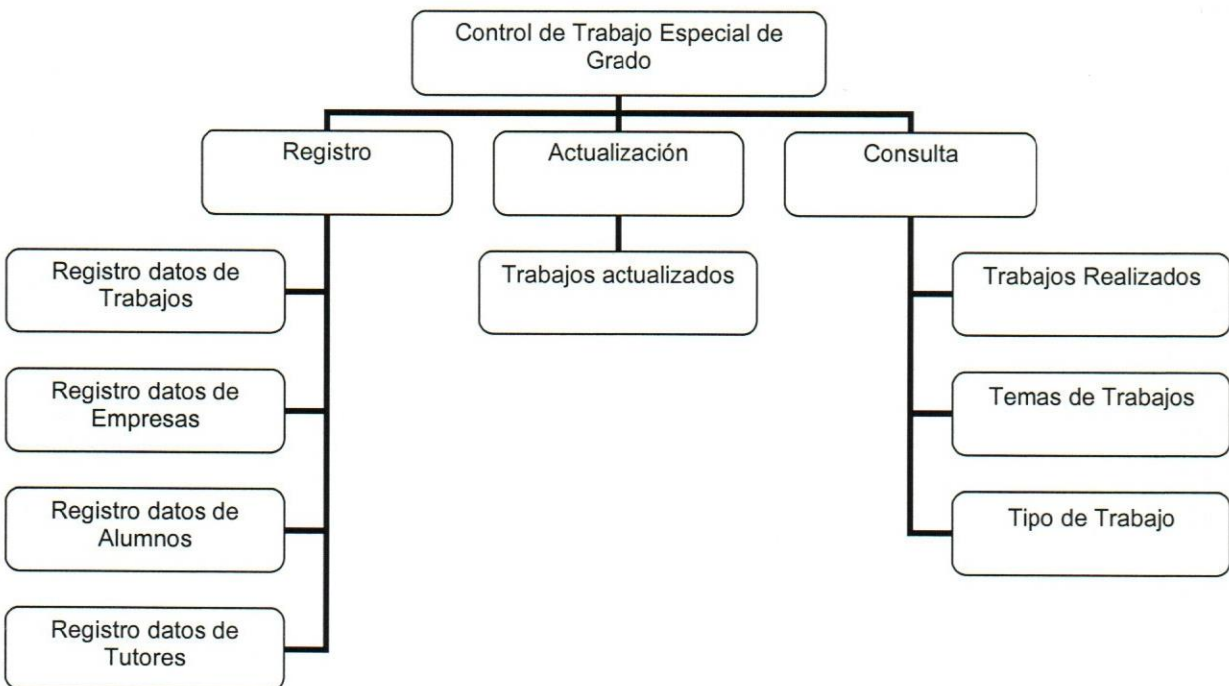 Control de Trabajo Especial de
Grado
Registro
Actualización
Consulta
Registro datos de
Trabajos
Registro datos de
Empresas
Registro datos de
Alumnos
Registro datos de
Tutores
Trabajos actualizados
Trabajos Realizados
Temas de Trabajos
Tipo de Trabajo